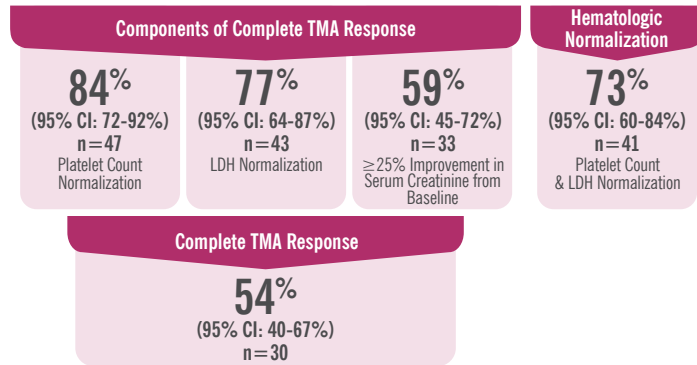 Components of Complete TMA Response
84%
(95% CI: 72-92%)
n=47
Platelet Count
Normalization
77%
(95% CI: 64-87%)
n=43
LDH Normalization
59%
(95% CI: 45-72%)
n=33
≥25% Improvement in
Serum Creatinine from
Baseline
Hematologic
Normalization
73%
(95% CI: 60-84%)
n=41
Platelet Count
& LDH Normalization
Complete TMA Response
54%
(95% CI: 40-67%)
n=30